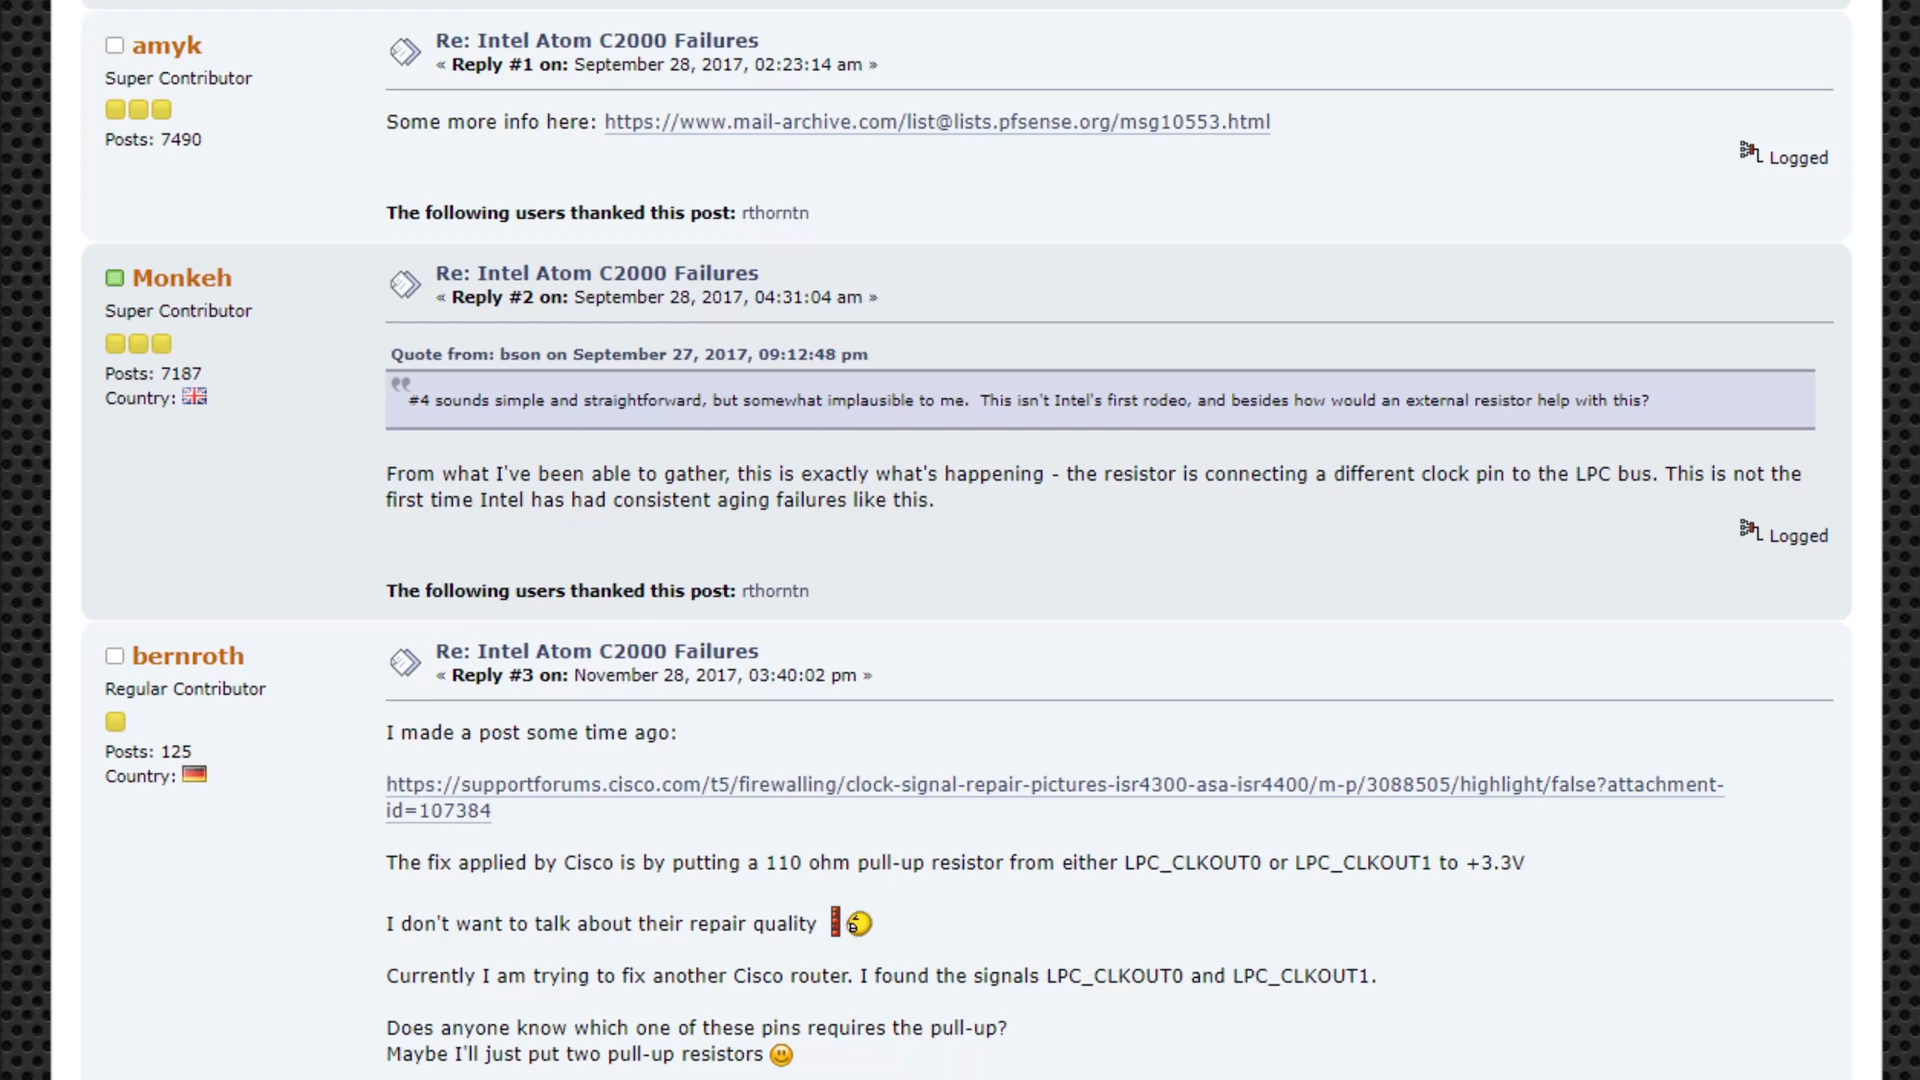 amyk
Super Contributor
Posts: 7490
Re: Intel Atom C2000 Failures
« Reply #1 on: September 28, 2017, 02:23:14 am »
Some more info here: https://www.mail-archive.com/list@lists.pfsense.org/msg10553.html
Logged
The following users thanked this post: rthorntn
Monkeh
Super Contributor
Posts: 7187
Country:
Re: Intel Atom C2000 Failures
« Reply #2 on: September 28, 2017, 04:31:04 am »
Quote from: bson on September 27, 2017, 09:12:48 pm
#4 sounds simple and straightforward, but somewhat implausible to me.  This isn't Intel's first rodeo, and besides how would an external resistor help with this?
From what I've been able to gather, this is exactly what's happening - the resistor is connecting a different clock pin to the LPC bus. This is not the
first time Intel has had consistent aging failures like this.
Logged
The following users thanked this post: rthorntn
bernroth
Regular Contributor
Posts: 125
Country:
Re: Intel Atom C2000 Failures
« Reply #3 on: November 28, 2017, 03:40:02 pm »
I made a post some time ago:
https://supportforums.cisco.com/t5/firewalling/clock-signal-repair-pictures-isr4300-asa-isr4400/m-p/3088505/highlight/false?attachment-
id=107384
The fix applied by Cisco is by putting a 110 ohm pull-up resistor from either LPC_CLKOUT0 or LPC_CLKOUT1 to +3.3V
I don't want to talk about their repair quality
Currently I am trying to fix another Cisco router. I found the signals LPC_CLKOUT0 and LPC_CLKOUT1.
Does anyone know which one of these pins requires the pull-up?
Maybe I'll just put two pull-up resistors